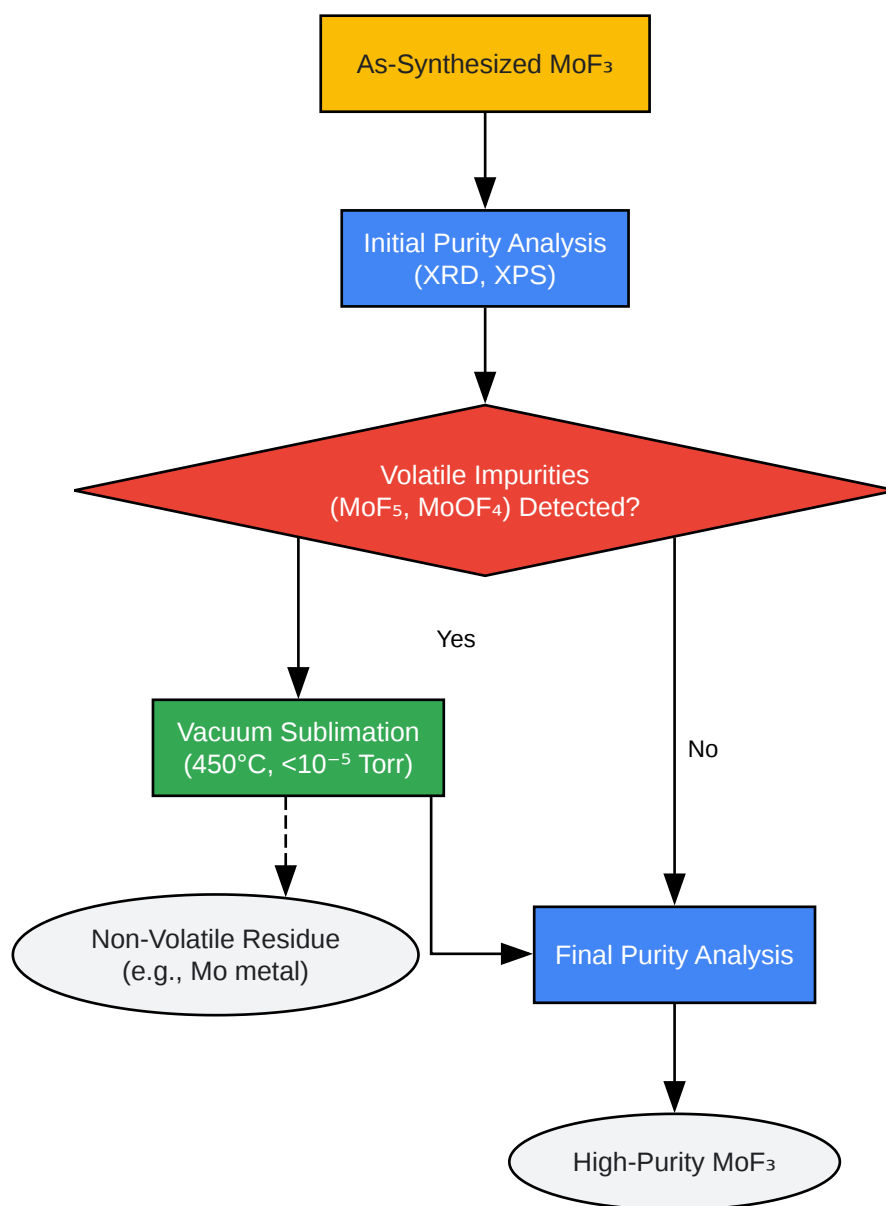 As-Synthesized MoF₃
Initial Purity Analysis
(XRD, XPS)
Volatile Impurities
(MoF₅, MoOF₄) Detected?
Yes
Vacuum Sublimation
(450°C, <10⁻⁵ Torr)
No
Non-Volatile Residue
(e.g., Mo metal)
Final Purity Analysis
High-Purity MoF₃